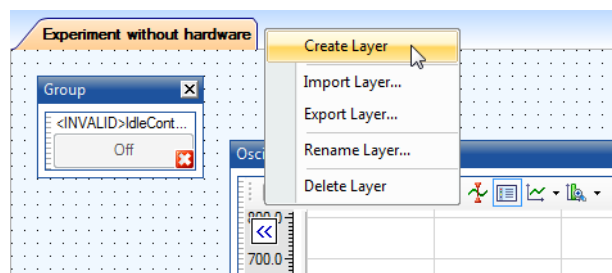 Experiment without hardware
Create Layer
Import Layer...
Export Layer...
Rename Layer...
Delete Layer
Group
<INVALID>IdleCont...
Off
Osci
800.0
700.0